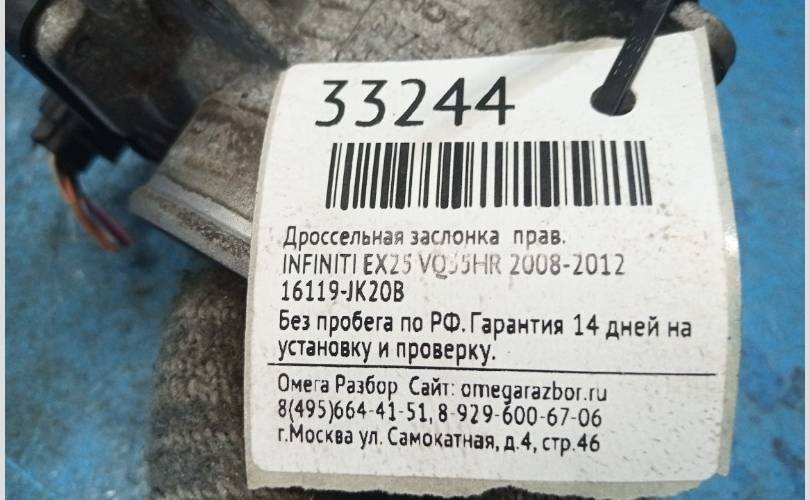 33244
Дроссельная заслонка прав.
INFINITI EX25 VQ35HR 2008-2012
16119-JK20B
Без пробега по РФ. Гарантия 14 дней на
установку и проверку.
Омега Разбор Сайт: omegarazbor.ru
8(495)664-41-51, 8-929-600-67-06
г.Москва ул. Самокатная, д.4, стр.46